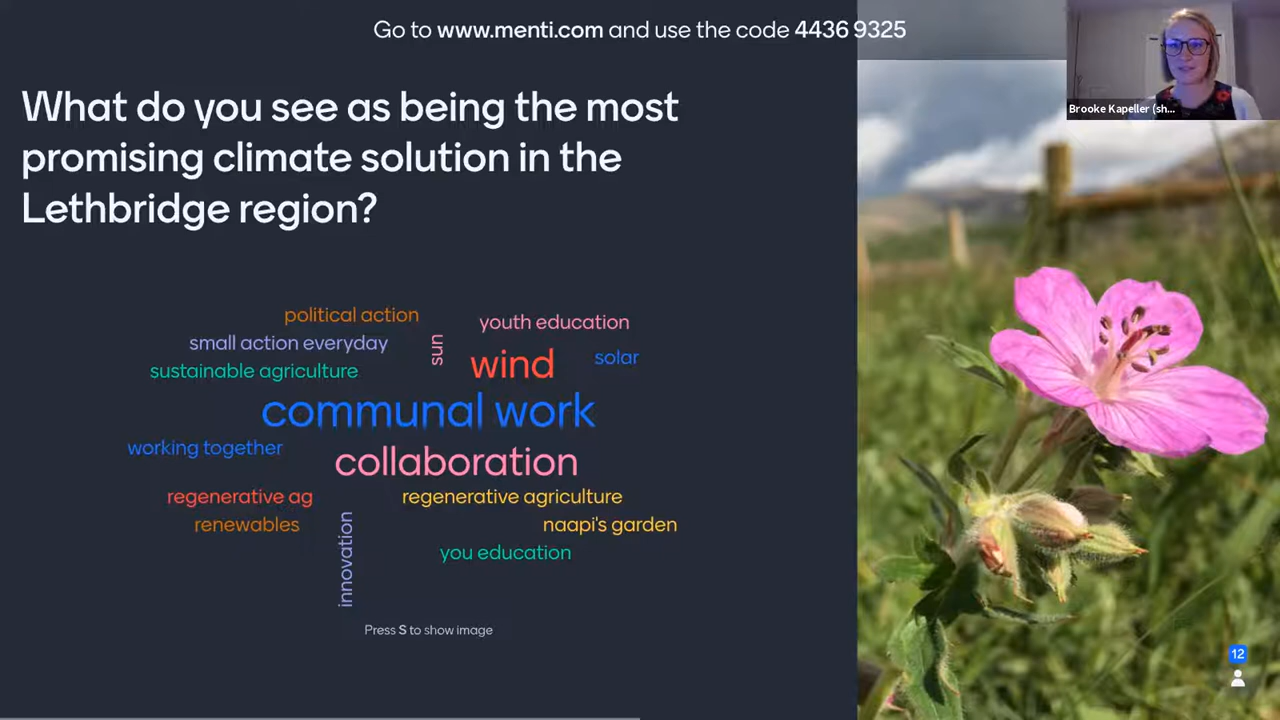 Go to www.menti.com and use the code 4436 9325
Brooke Kapeller (sh...
What do you see as being the most
promising climate solution in the
Lethbridge region?
political action
youth education
small action everyday
sun
wind
solar
sustainable agriculture
communal work
working together
collaboration
regenerative ag
regenerative agriculture
renewables
innovation
naapi's garden
you education
Press S to show image
12